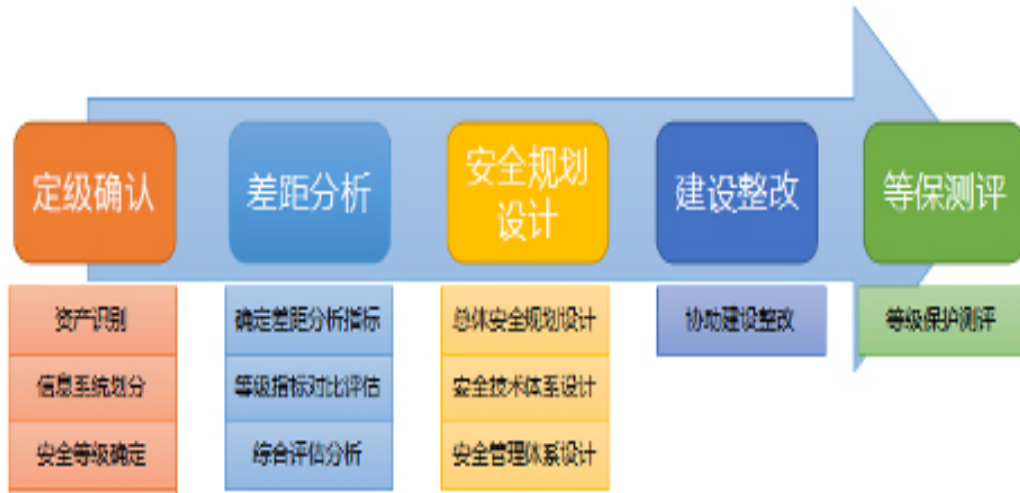 定级确认
差距分析
安全规划
设计
建设整改
等保测评
资产识别
信息系统划分
安全等级确定
确定差距分析指标
等级指标对比评估
综合评估分析
总体安全规划设计
安全技术体系设计
安全管理体系设计
协助建设整改
等级保护测评